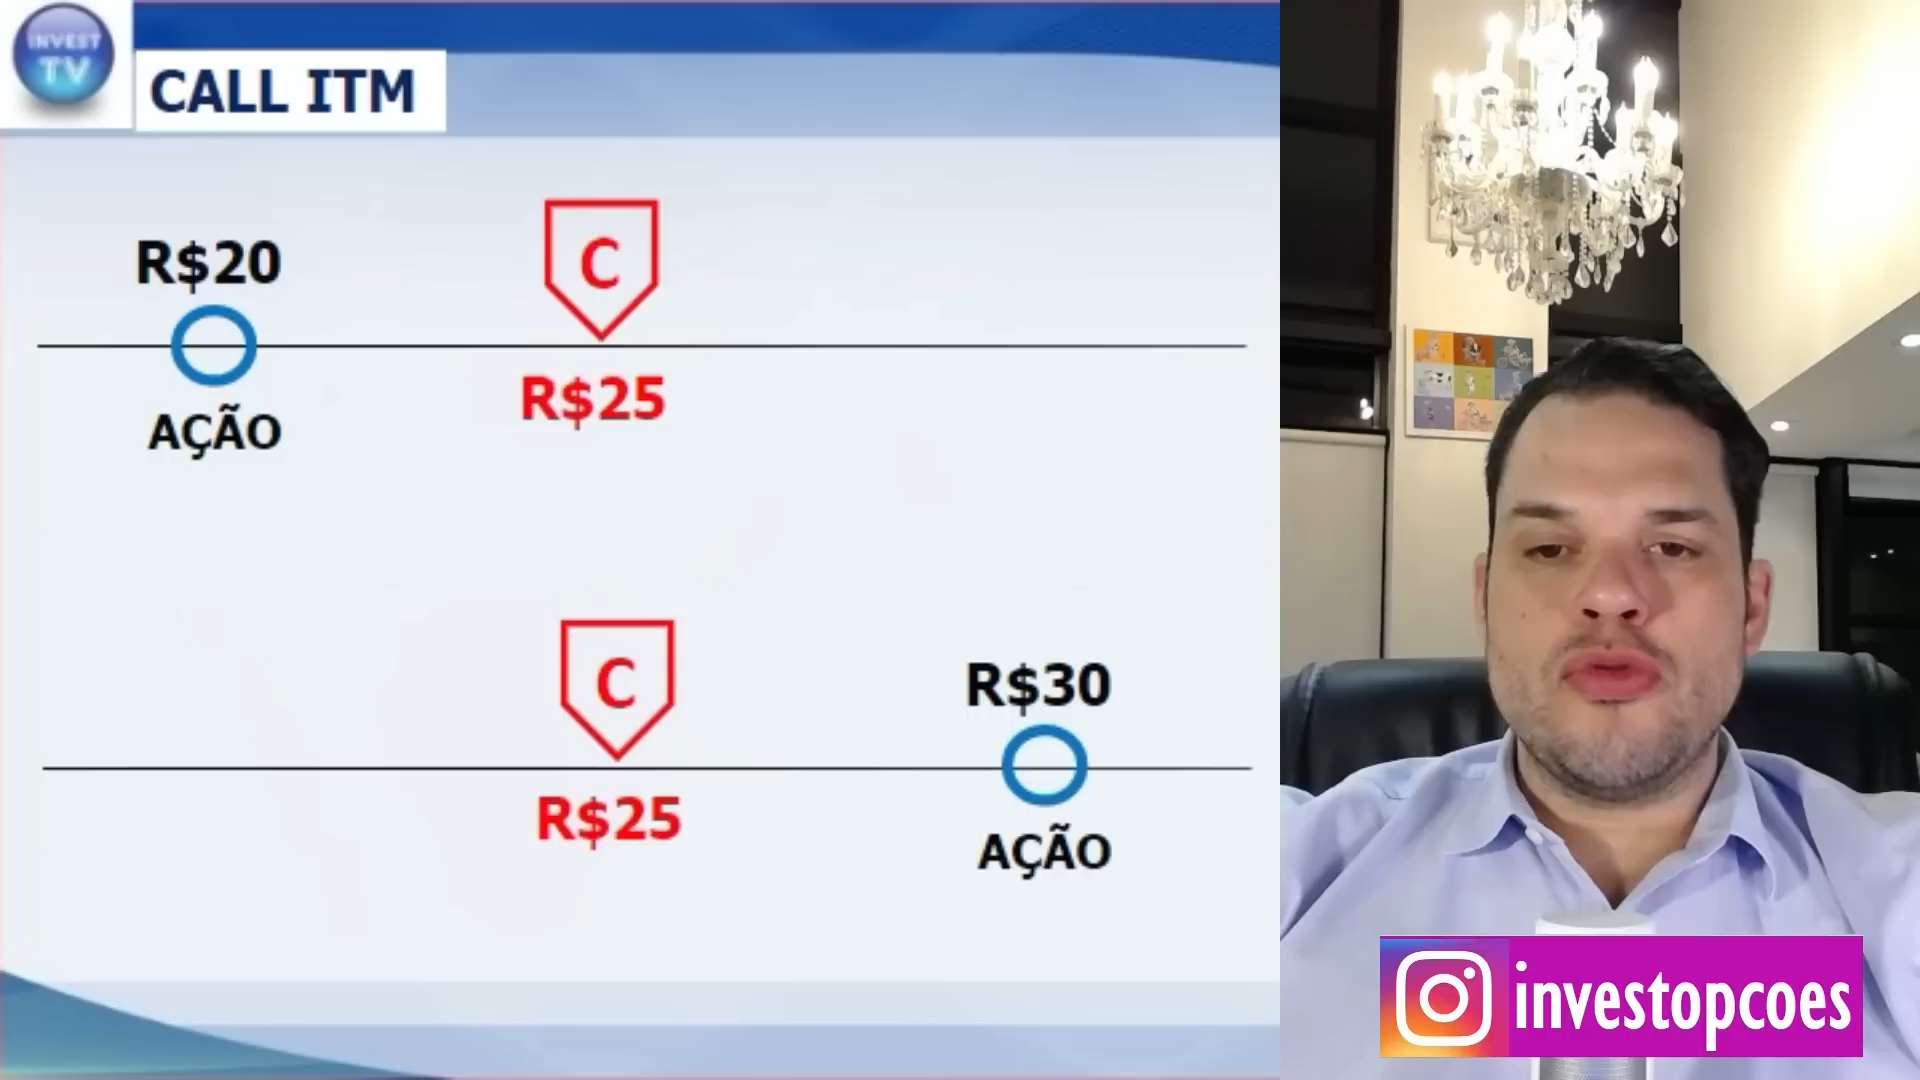 INVEST
TV
CALL ITM
R$20
C
R$25
AÇÃO
C
R$30
R$25
AÇÃO
investopcoes